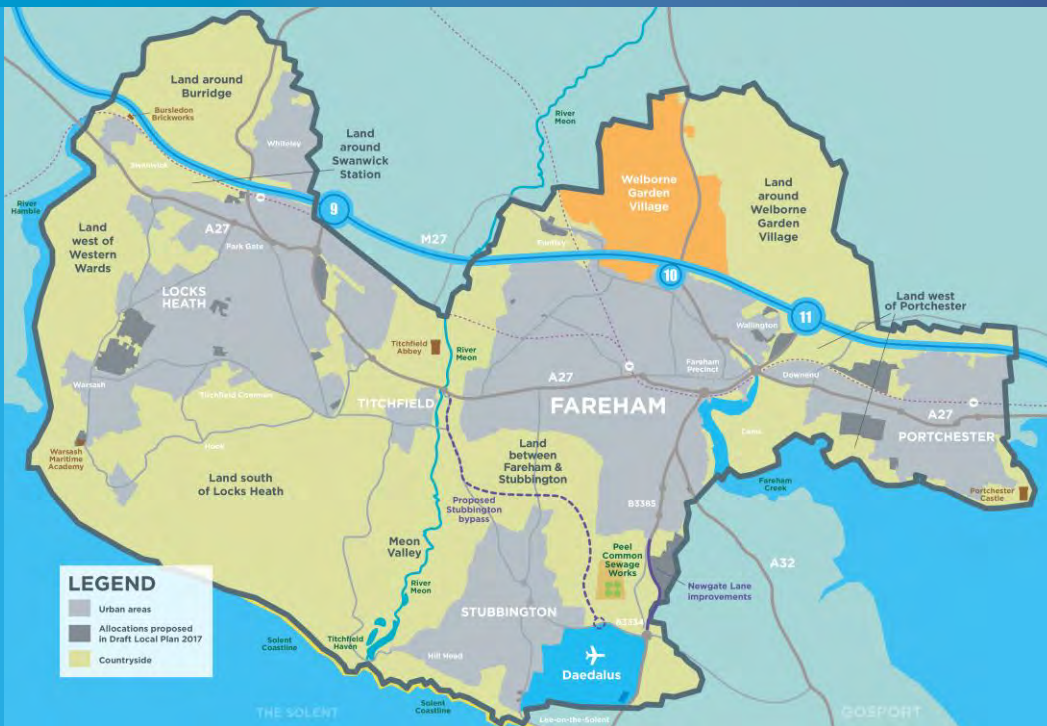 Land around
Burridge
Bursledon
Brickworks
Whiteley
Swanwick
Land
around
Swanwick
Station
River
Meon
River
Hamble
Land
west of
Western
Wards
A27
Park Gate
9
M27
LOCKS
HEATH
Warsash
Titchfield Common
Titchfield
Abbey
River
Meon
TITCHFIELD
Hook
Warsash
Maritime
Academy
Land south
of Locks Heath
Welborne
Garden
Village
Land
around
Welborne
Garden
Village
Funtley
10
11
Land west
of Portchester
Wallington
Fareham
Precinct
Downend
A27
FAREHAM
A27
PORTCHESTER
Cams
Fareham
Creek
Portchester
Castle
Land
between
Fareham &
Stubbington
Proposed
Stubbington
bypass
B3385
A32
Meon
Valley
Peel
Common
Sewage
Works
Newgate Lane
improvements
River
Meon
STUBBINGTON
B3334
Titchfield
Haven
Hill Head
Daedalus
Solent
Coastline
Solent
Coastline
Lee-on-the-Solent
THE SOLENT
GOSPORT
LEGEND
Urban areas
Allocations proposed
in Draft Local Plan 2017
Countryside